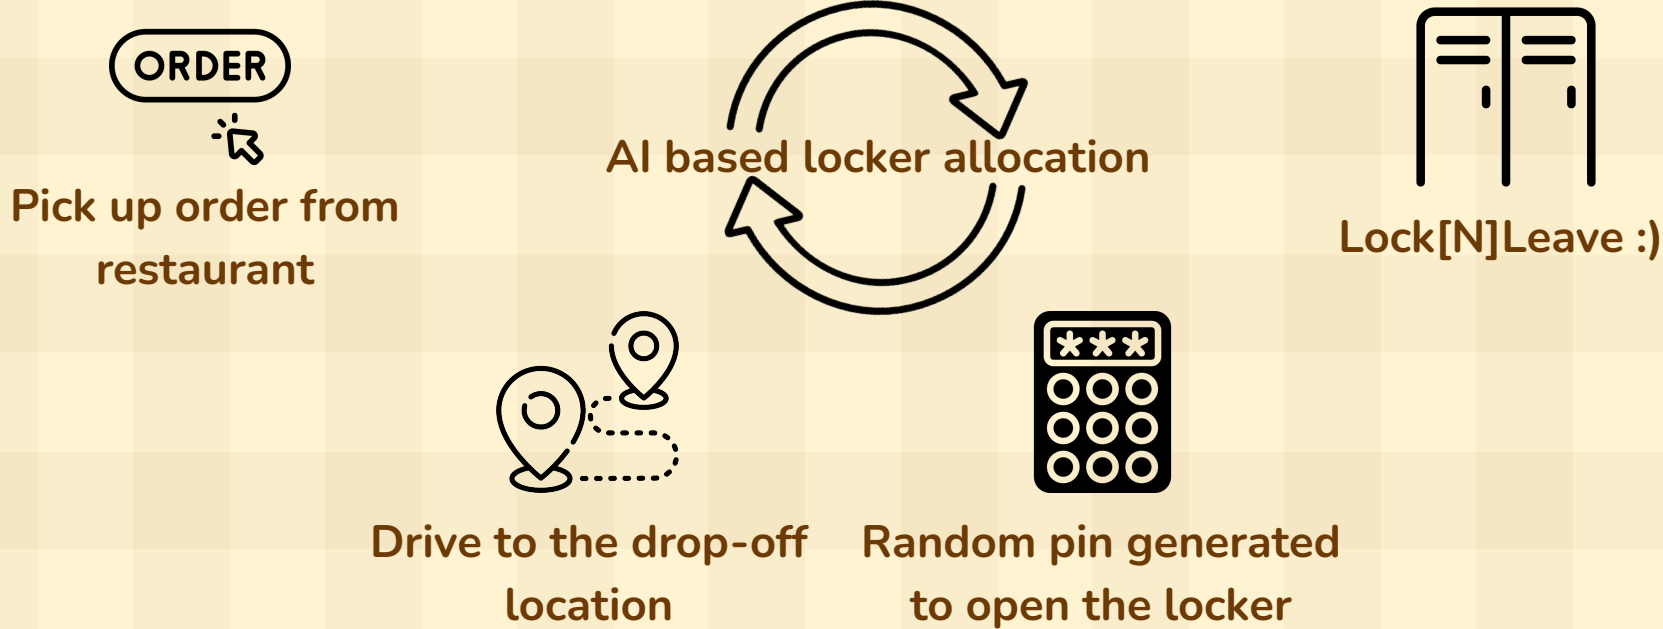 ORDER
Pick up order from
restaurant
AI based locker allocation
Lock[N]Leave :)
***
Drive to the drop-off
location
Random pin generated
to open the locker